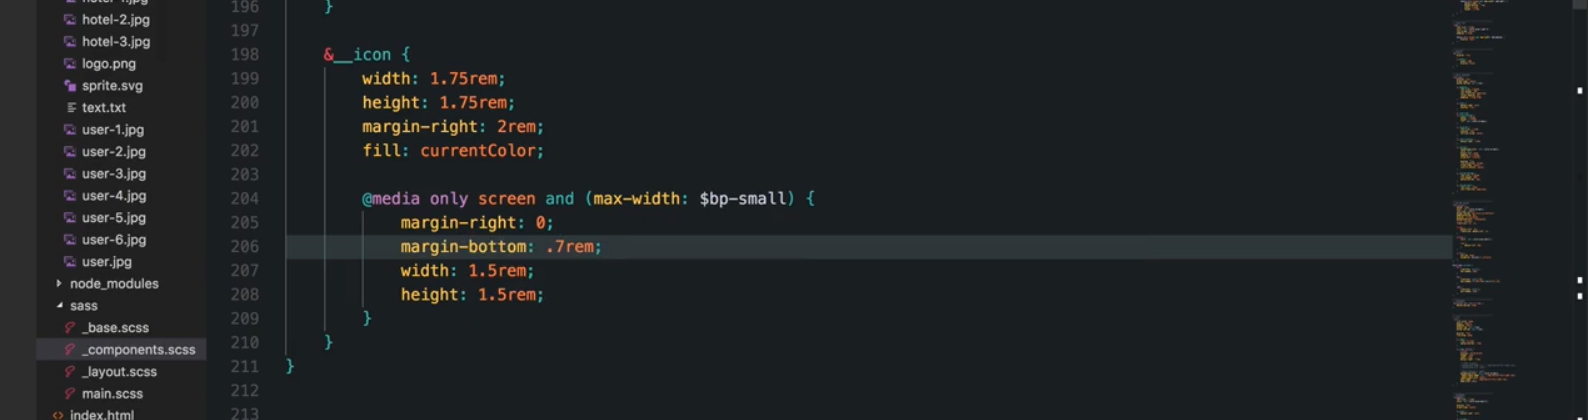 hotel-2.jpg
hotel-3.jpg
logo.png
sprite.svg
text.txt
user-1.jpg
user-2.jpg
user-3.jpg
user-4.jpg
user-5.jpg
user-6.jpg
user.jpg
node_modules
sass
_base.scss
_components.scss
_layout.scss
main.scss
index.html
196 }
197
198 &__icon {
199 width: 1.75rem;
200 height: 1.75rem;
201 margin-right: 2rem;
202 fill: currentColor;
203
204 @media only screen and (max-width: $bp-small) {
205 margin-right: 0;
206 margin-bottom: .7rem;
207 width: 1.5rem;
208 height: 1.5rem;
209 }
210 }
211 }
212
213